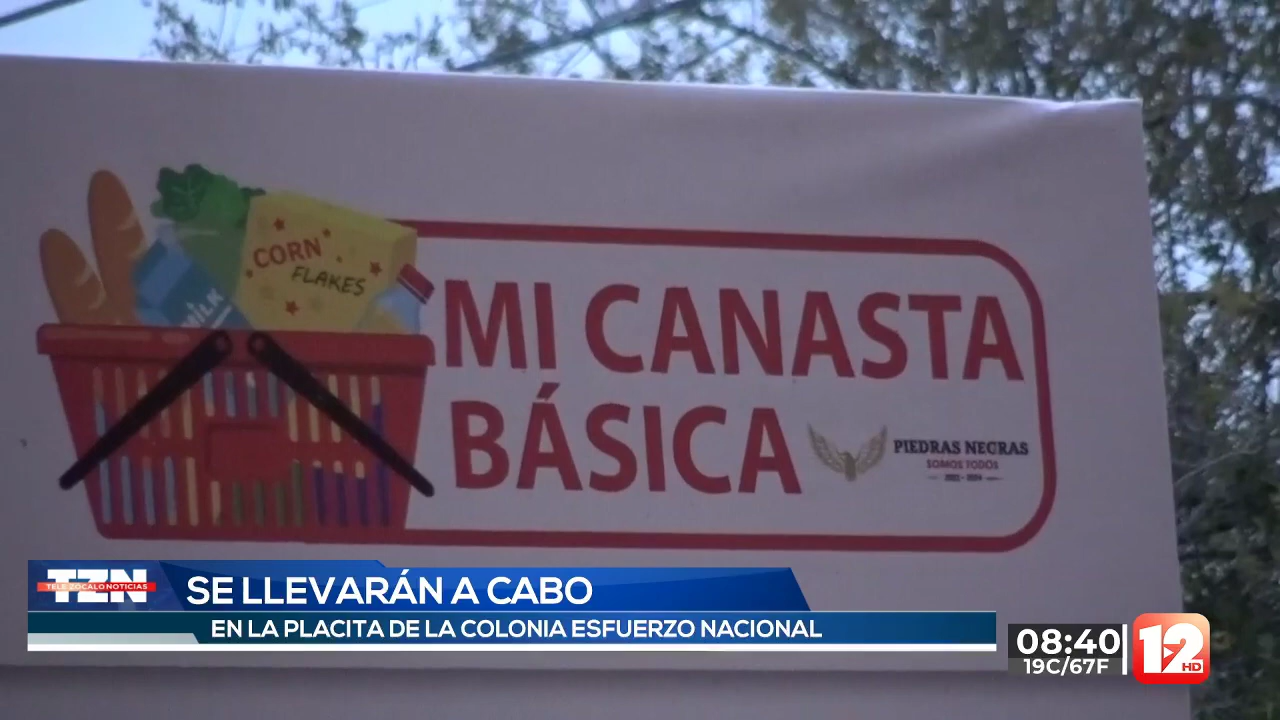 CORN
FLAKES
MILK
MI CANASTA
BÁSICA
PIEDRAS NEGRAS
SOMOS TODOS
TZN
TELE ZÓCALO NOTICIAS
SE LLEVARÁN A CABO
EN LA PLACITA DE LA COLONIA ESFUERZO NACIONAL
08:40
19C/67F
12
HD